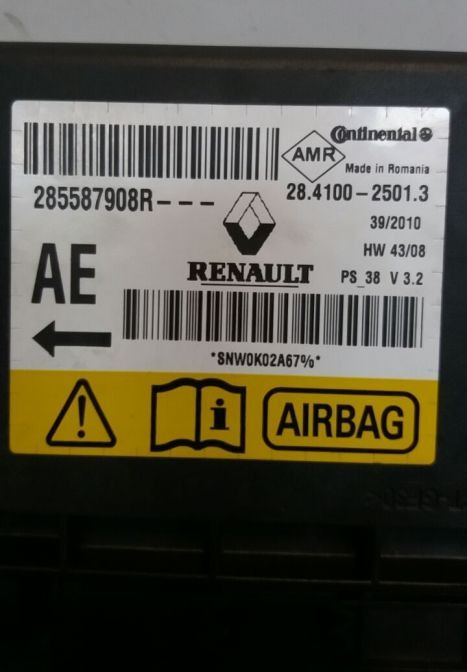 Continental
AMR
Made in Romania
285587908R---
28.4100-2501.3
39/2010
HW 43/08
RENAULT
PS_38 V 3.2
AE
*SNW0K02A67%*
i
AIRBAG